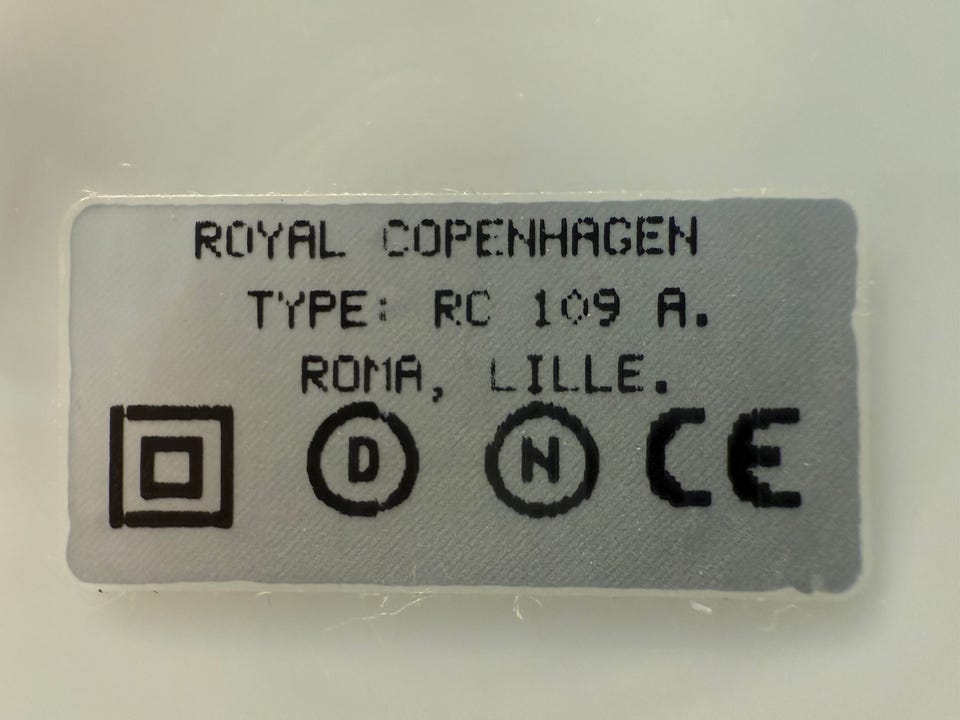 ROYAL COPENHAGEN
TYPE: RC 109 A.
ROMA, LILLE.
D N CE